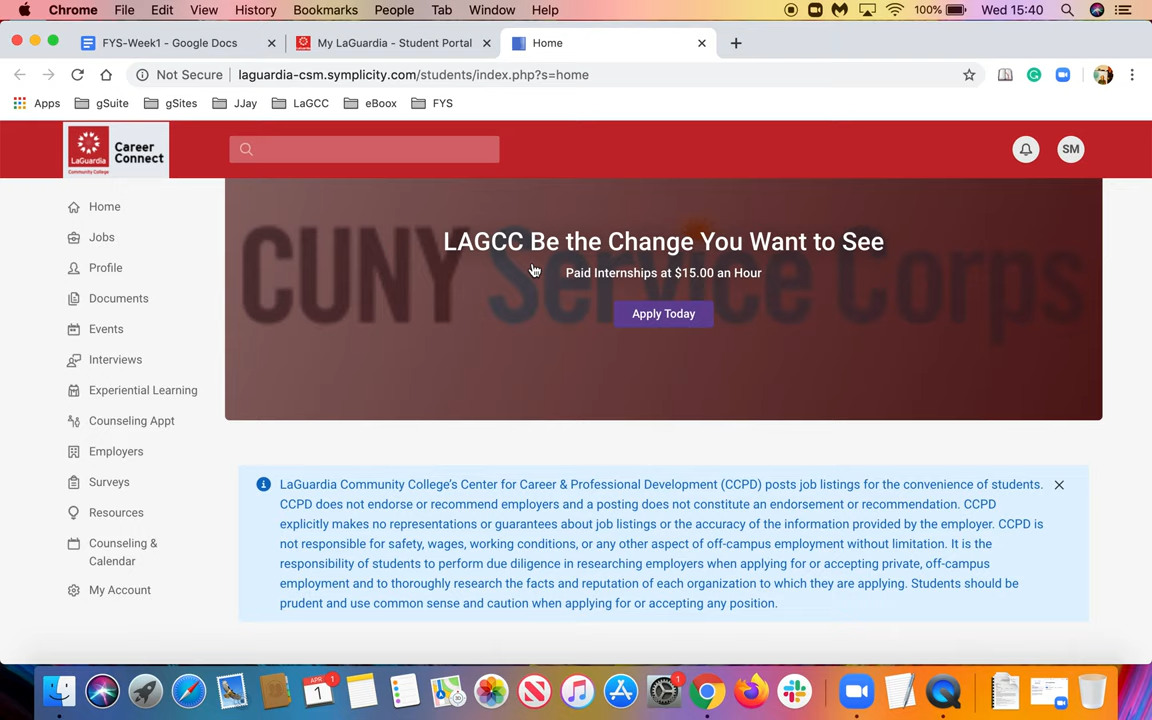 Chrome File Edit View History Bookmarks People Tab Window Help 100% Wed 15:40
FYS-Week1 - Google Docs My LaGuardia - Student Portal Home
Not Secure laguardia-csm.symplicity.com/students/index.php?s=home
Apps gSuite gSites JJay LaGCC eBoox FYS
LaGuardia Community College Career Connect SM
Home
Jobs
Profile
Documents
Events
Interviews
Experiential Learning
Counseling Appt
Employers
Surveys
Resources
Counseling &
Calendar
My Account
CUNY Service Corps
LAGCC Be the Change You Want to See
Paid Internships at $15.00 an Hour
Apply Today
LaGuardia Community College's Center for Career & Professional Development (CCPD) posts job listings for the convenience of students.
CCPD does not endorse or recommend employers and a posting does not constitute an endorsement or recommendation. CCPD
explicitly makes no representations or guarantees about job listings or the accuracy of the information provided by the employer. CCPD is
not responsible for safety, wages, working conditions, or any other aspect of off-campus employment without limitation. It is the
responsibility of students to perform due diligence in researching employers when applying for or accepting private, off-campus
employment and to thoroughly research the facts and reputation of each organization to which they are applying. Students should be
prudent and use common sense and caution when applying for or accepting any position.
APR 1
1
1